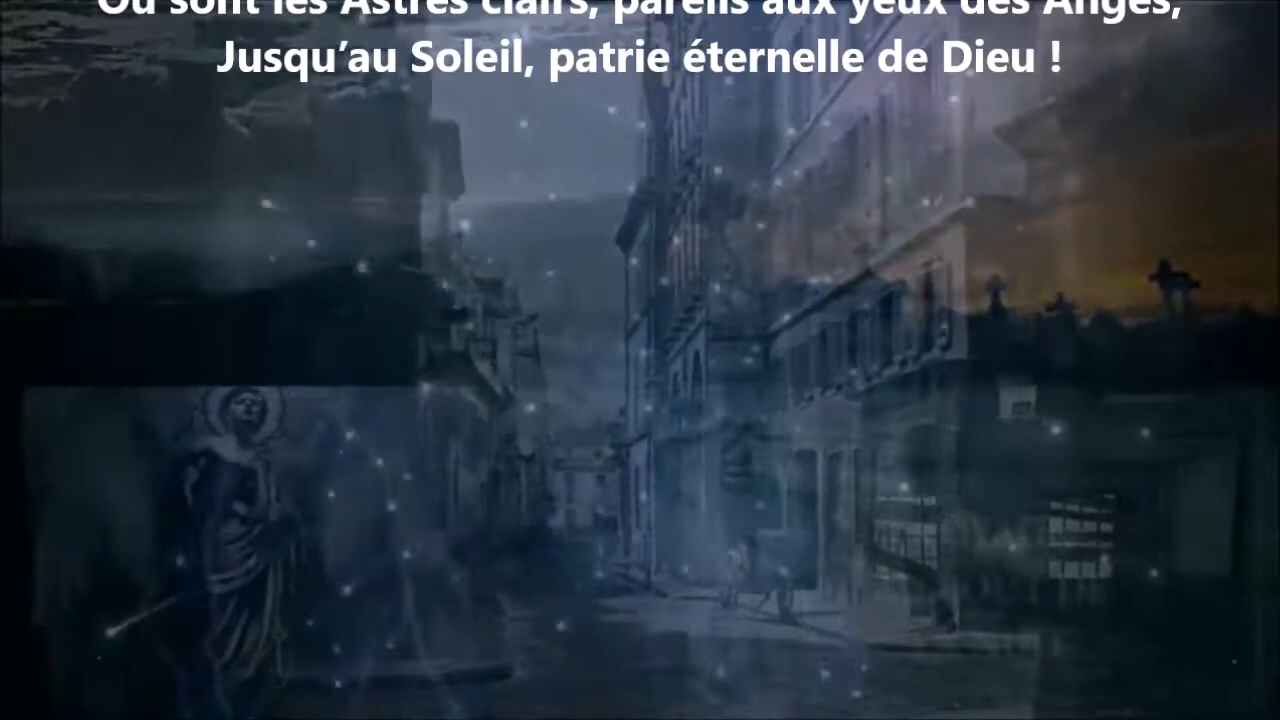 Où sont les Astres clairs, pareils aux yeux des Anges,
Jusqu’au Soleil, patrie éternelle de Dieu !